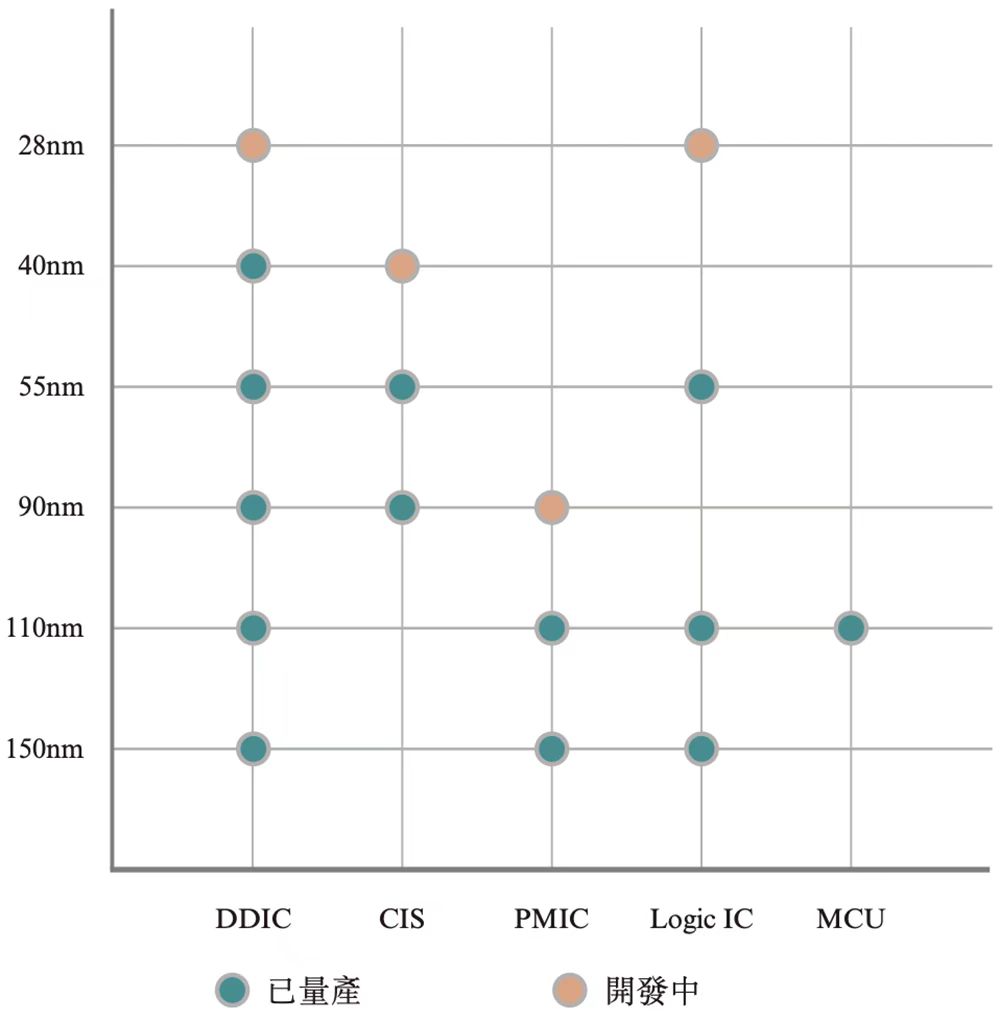 28nm
40nm
55nm
90nm
110nm
150nm
DDIC CIS PMIC Logic IC MCU
已量產 開發中